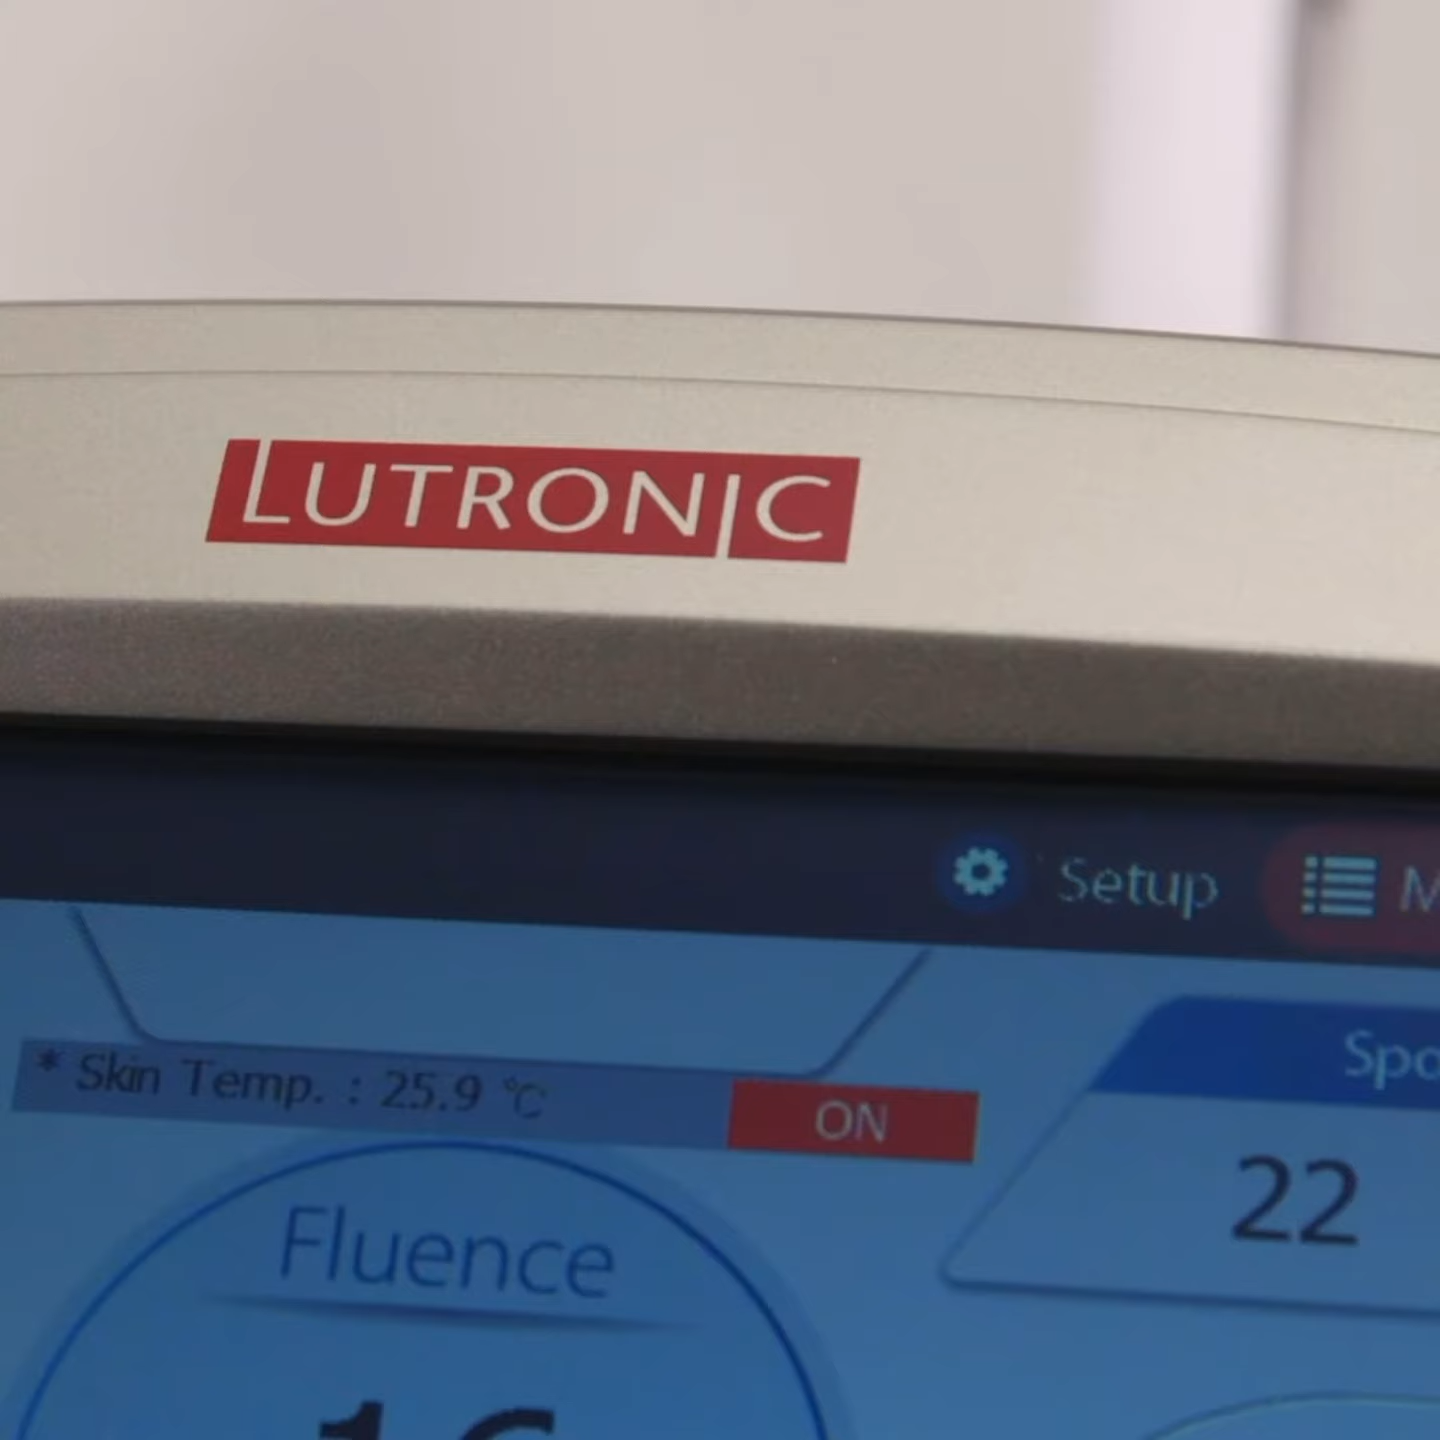 LUTRONIC
Setup
* Skin Temp. : 25.9 ℃
ON
22
Fluence